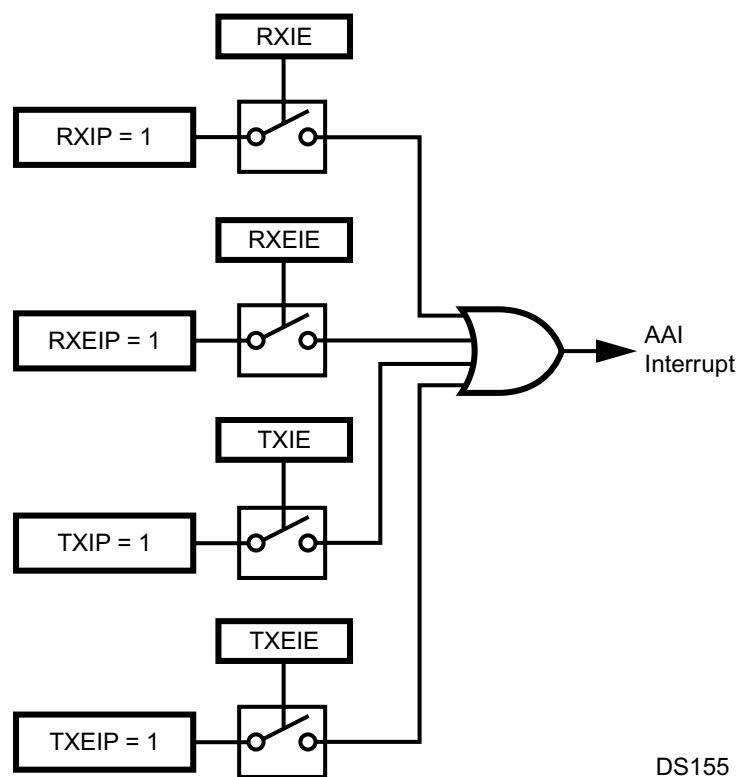 RXIE
RXIP = 1
RXEIE
RXEIP = 1
AAI
Interrupt
TXIE
TXIP = 1
TXEIE
TXEIP = 1
DS155